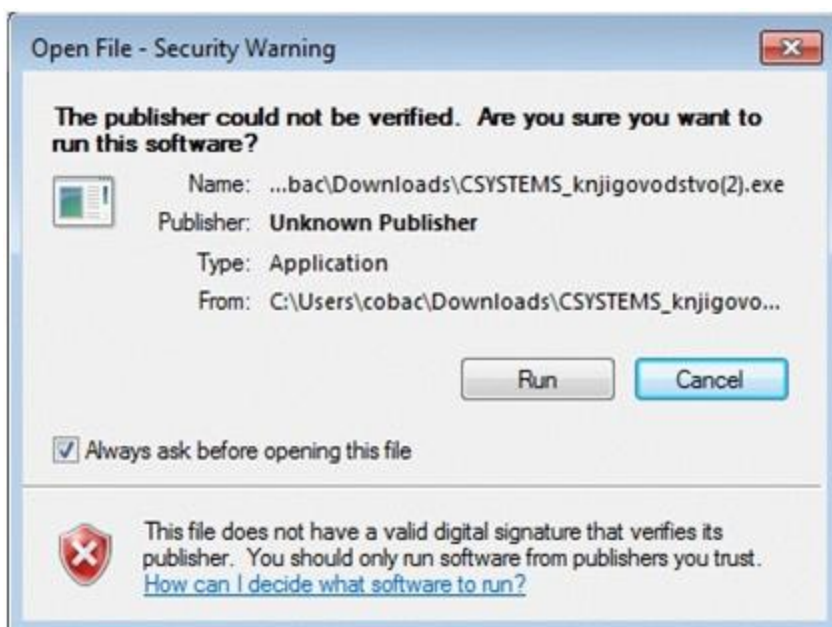 Open File - Security Warning
The publisher could not be verified. Are you sure you want to
run this software?
Name: ...bac\Downloads\CSYSTEMS_knjigovodstvo(2).exe
Publisher: Unknown Publisher
Type: Application
From: C:\Users\cobac\Downloads\CSYSTEMS_knjigovo...
Run Cancel
Always ask before opening this file
This file does not have a valid digital signature that verifies its
publisher. You should only run software from publishers you trust.
How can I decide what software to run?